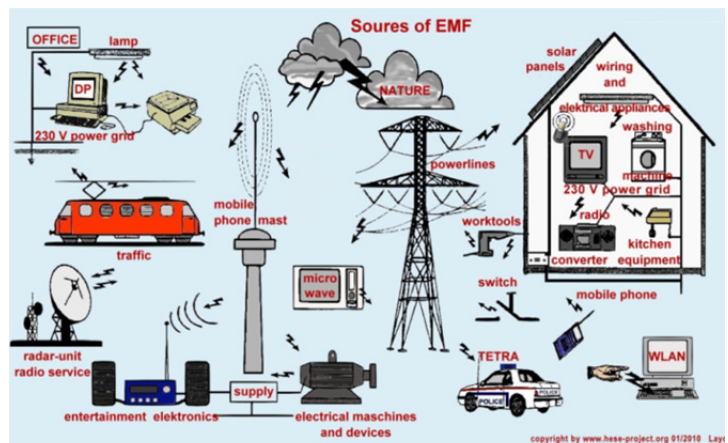 Soures of EMF
OFFICE
lamp
DP
230 V power grid
NATURE
solar
panels
wiring
and
elektrical appliances
washing
machine
TV
230 V power grid
radio
converter
kitchen
equipment
powerlines
mobile
phone mast
traffic
worktools
micro
wave
switch
mobile phone
radar-unit
radio service
TETRA
POLICE
POLICE
WLAN
supply
entertainment elektronics
electrical maschines
and devices
copyright by www.hese-project.org 01/2010 Lay